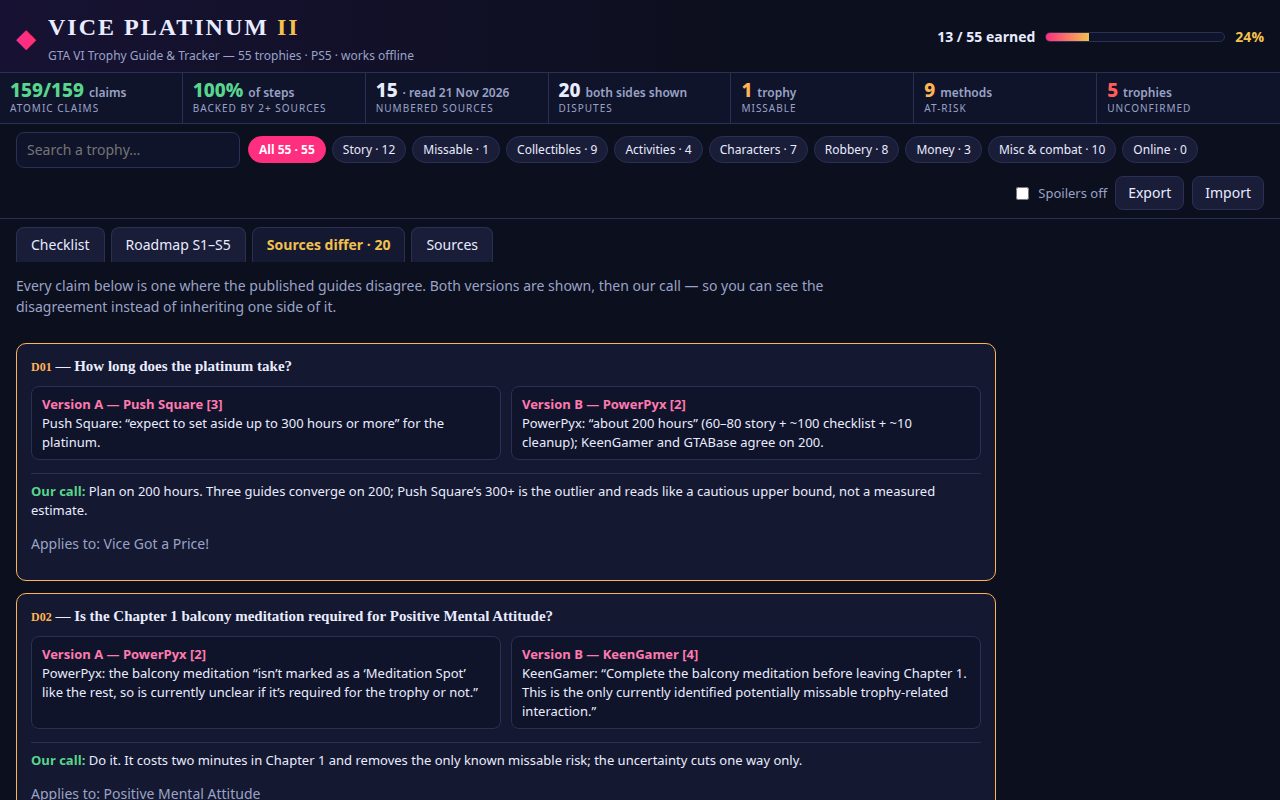 VICE PLATINUM II
GTA VI Trophy Guide & Tracker — 55 trophies · PS5 · works offline
13 / 55 earned 24%
159/159 claims
ATOMIC CLAIMS
100% of steps
BACKED BY 2+ SOURCES
15 · read 21 Nov 2026
NUMBERED SOURCES
20 both sides shown
DISPUTES
1 trophy
MISSABLE
9 methods
AT-RISK
5 trophies
UNCONFIRMED
Search a trophy…
All 55 · 55
Story · 12
Missable · 1
Collectibles · 9
Activities · 4
Characters · 7
Robbery · 8
Money · 3
Misc & combat · 10
Online · 0
Spoilers off
Export
Import
Checklist
Roadmap S1–S5
Sources differ · 20
Sources
Every claim below is one where the published guides disagree. Both versions are shown, then our call — so you can see the
disagreement instead of inheriting one side of it.
D01 — How long does the platinum take?
Version A — Push Square [3]
Push Square: “expect to set aside up to 300 hours or more” for the
platinum.
Version B — PowerPyx [2]
PowerPyx: “about 200 hours” (60–80 story + ~100 checklist + ~10
cleanup); KeenGamer and GTABase agree on 200.
Our call: Plan on 200 hours. Three guides converge on 200; Push Square’s 300+ is the outlier and reads like a cautious upper bound, not a measured
estimate.
Applies to: Vice Got a Price!
D02 — Is the Chapter 1 balcony meditation required for Positive Mental Attitude?
Version A — PowerPyx [2]
PowerPyx: the balcony meditation “isn’t marked as a ‘Meditation Spot’
like the rest, so is currently unclear if it’s required for the trophy or not.”
Version B — KeenGamer [4]
KeenGamer: “Complete the balcony meditation before leaving Chapter 1.
This is the only currently identified potentially missable trophy-related
interaction.”
Our call: Do it. It costs two minutes in Chapter 1 and removes the only known missable risk; the uncertainty cuts one way only.
Applies to: Positive Mental Attitude